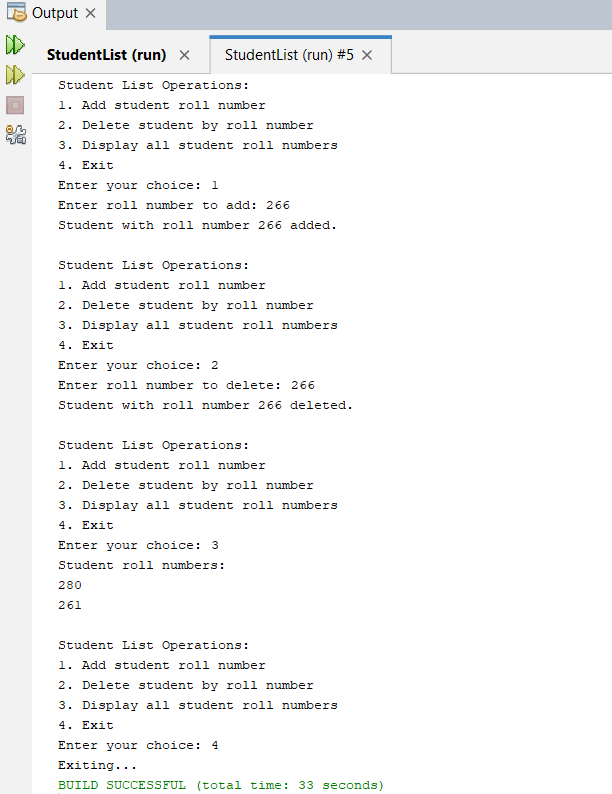 Output
StudentList (run)
StudentList (run) #5
Student List Operations:
1. Add student roll number
2. Delete student by roll number
3. Display all student roll numbers
4. Exit
Enter your choice: 1
Enter roll number to add: 266
Student with roll number 266 added.
Student List Operations:
1. Add student roll number
2. Delete student by roll number
3. Display all student roll numbers
4. Exit
Enter your choice: 2
Enter roll number to delete: 266
Student with roll number 266 deleted.
Student List Operations:
1. Add student roll number
2. Delete student by roll number
3. Display all student roll numbers
4. Exit
Enter your choice: 3
Student roll numbers:
280
261
Student List Operations:
1. Add student roll number
2. Delete student by roll number
3. Display all student roll numbers
4. Exit
Enter your choice: 4
Exiting...
BUILD SUCCESSFUL (total time: 33 seconds)